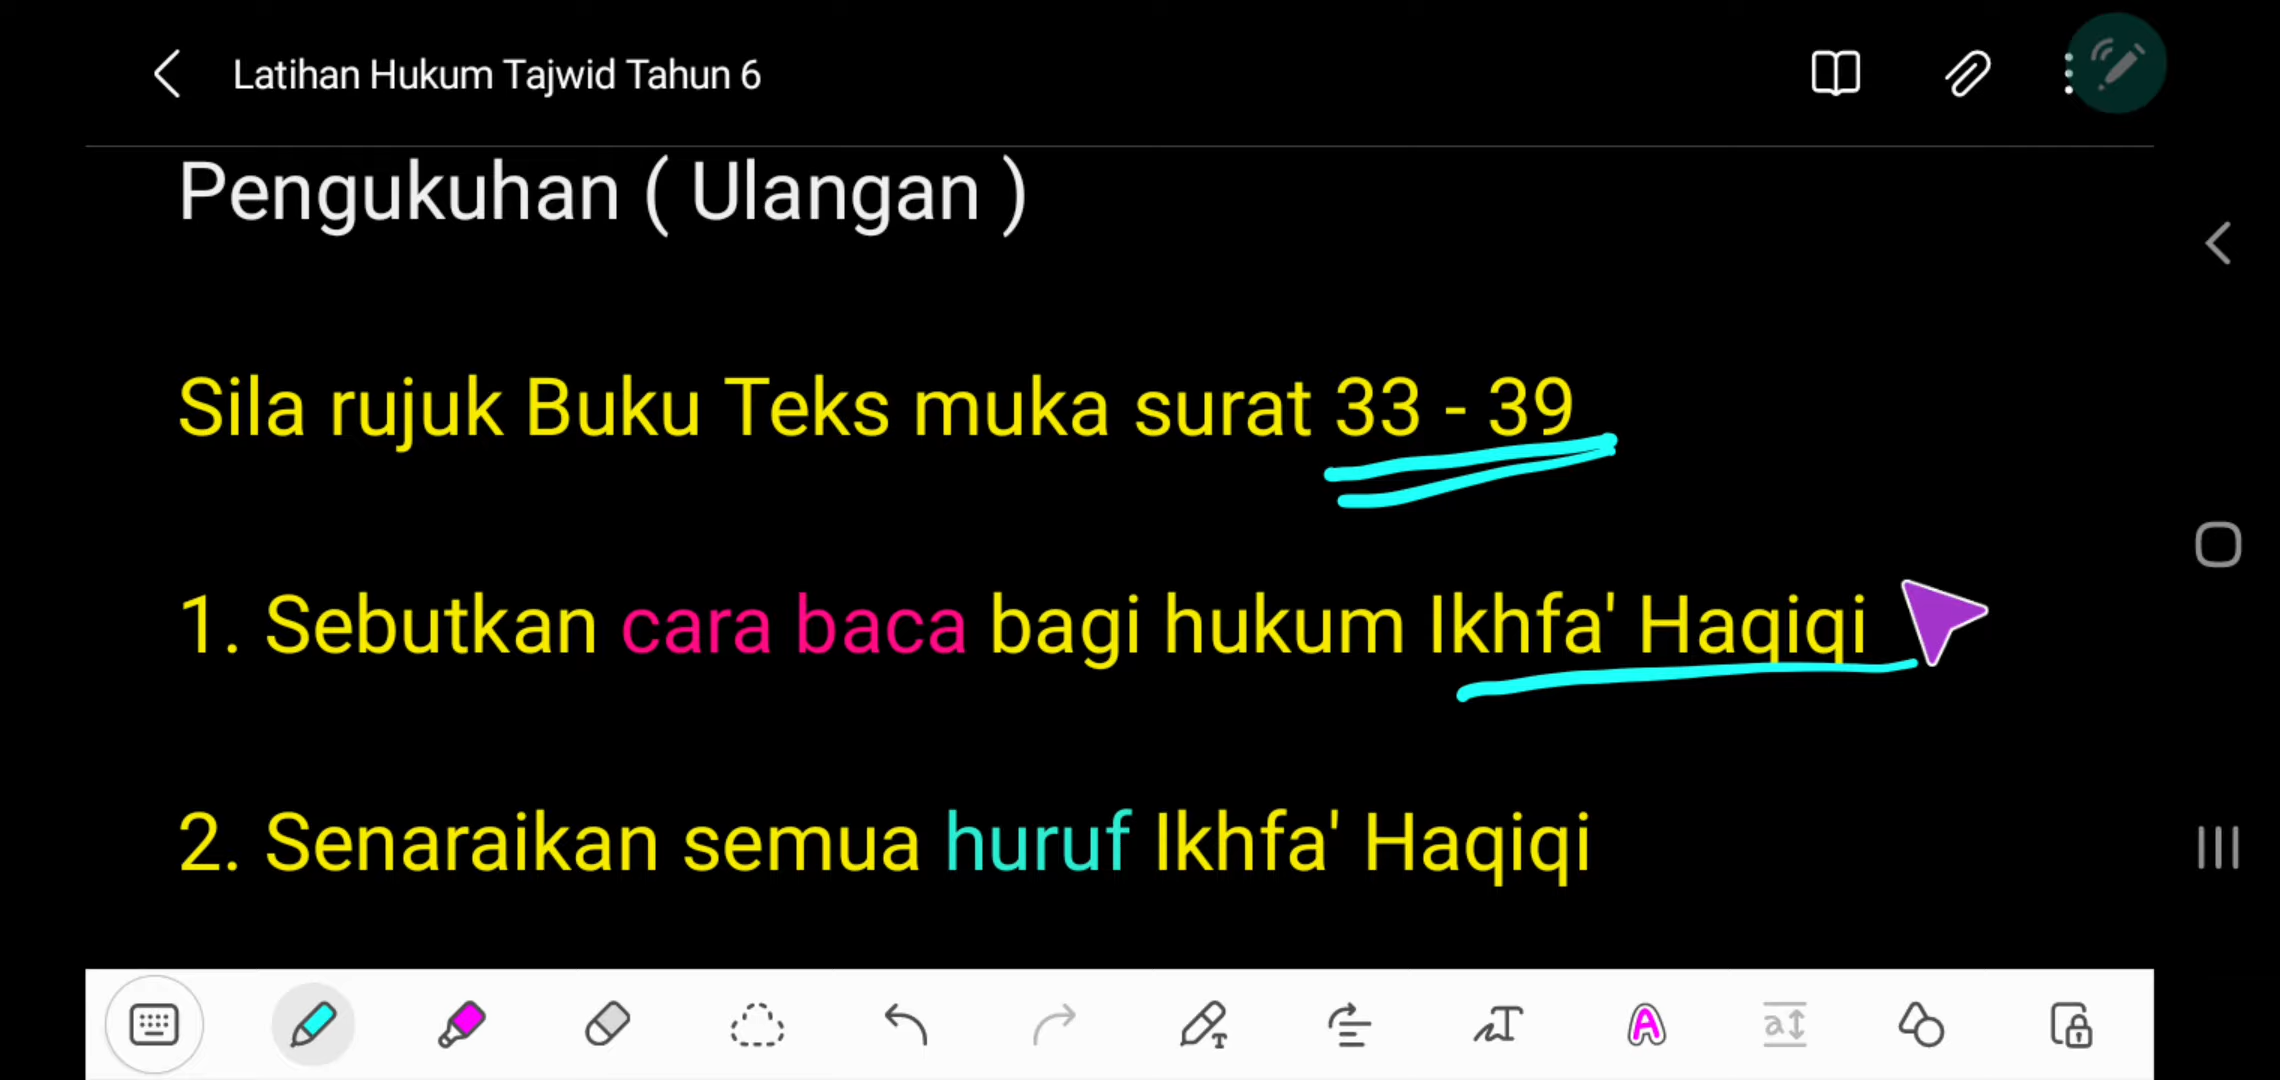 Latihan Hukum Tajwid Tahun 6
Pengukuhan ( Ulangan )
Sila rujuk Buku Teks muka surat 33 - 39
1. Sebutkan cara baca bagi hukum Ikhfa' Haqiqi
2. Senaraikan semua huruf Ikhfa' Haqiqi